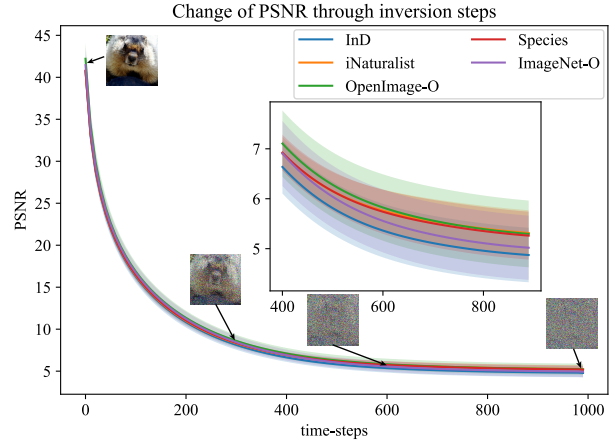 Change of PSNR through inversion steps
InD
iNaturalist
OpenImage-O
Species
ImageNet-O
PSNR
45
40
35
30
25
20
15
10
5
7
6
5
400
600
800
0
200
400
600
800
1000
time-steps